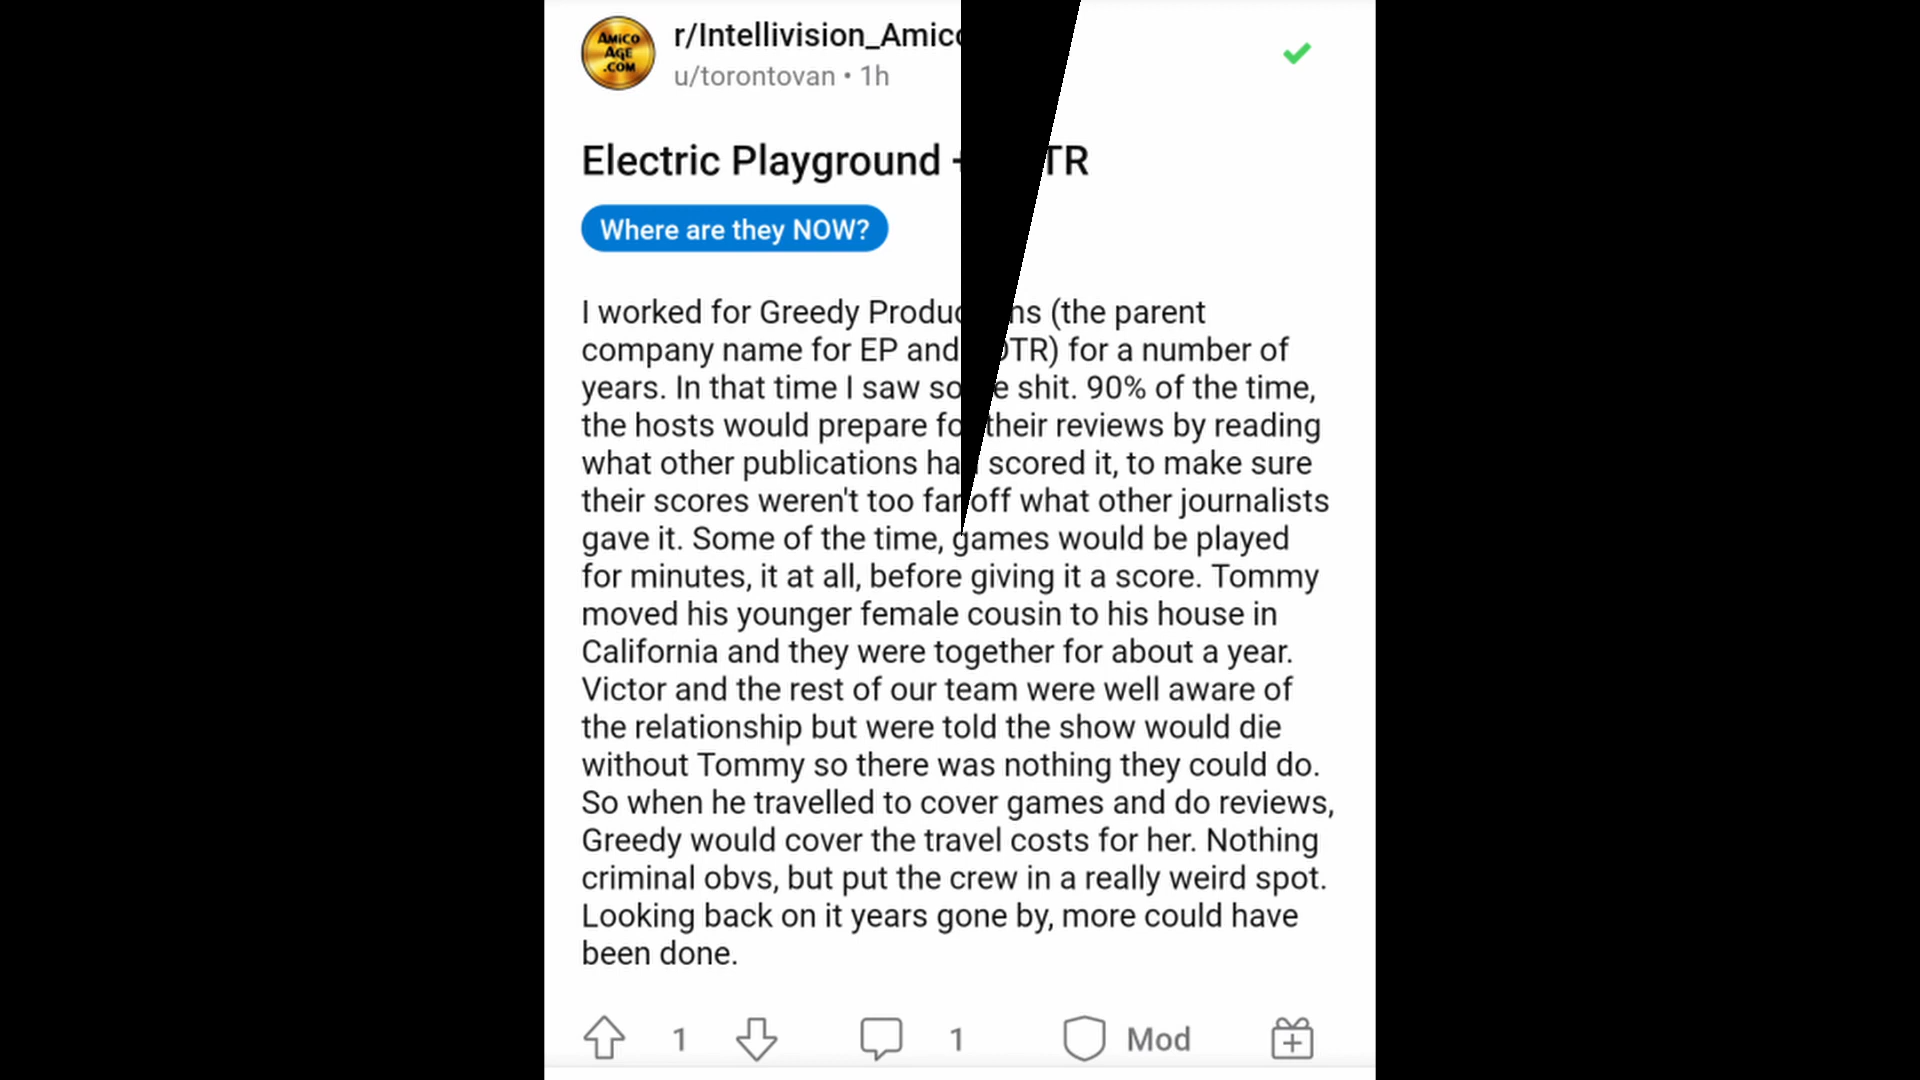 AMiCO
AGE
.COM
r/Intellivision_Amic
u/torontovan • 1h
Electric Playground TR
Where are they NOW?
I worked for Greedy Produc ns (the parent
company name for EP and OTR) for a number of
years. In that time I saw so e shit. 90% of the time,
the hosts would prepare fo their reviews by reading
what other publications ha scored it, to make sure
their scores weren't too far off what other journalists
gave it. Some of the time, games would be played
for minutes, it at all, before giving it a score. Tommy
moved his younger female cousin to his house in
California and they were together for about a year.
Victor and the rest of our team were well aware of
the relationship but were told the show would die
without Tommy so there was nothing they could do.
So when he travelled to cover games and do reviews,
Greedy would cover the travel costs for her. Nothing
criminal obvs, but put the crew in a really weird spot.
Looking back on it years gone by, more could have
been done.
1 1 Mod